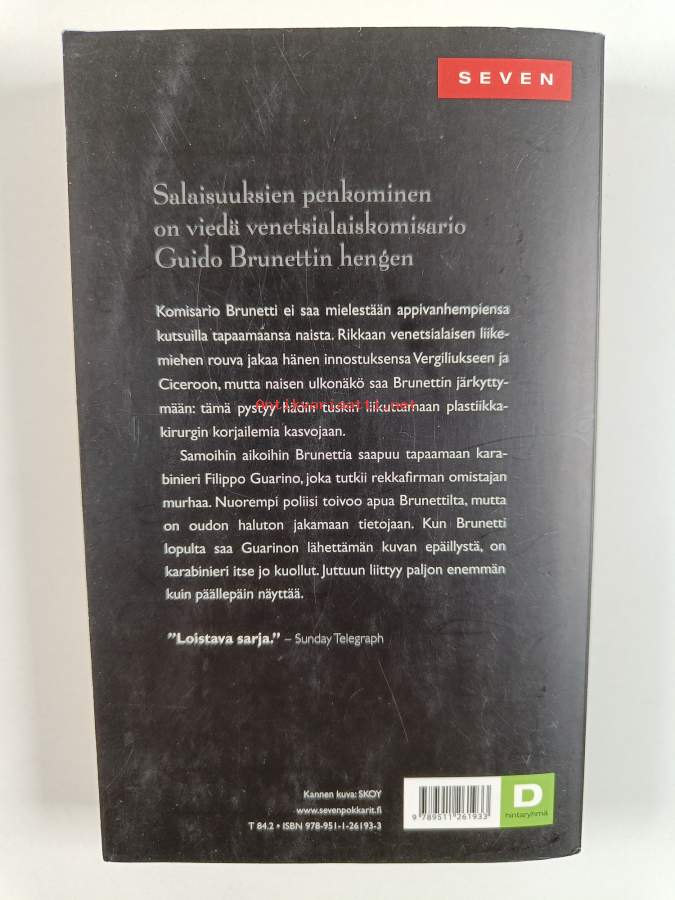 SEVEN
Salaisuuksien penkominen
on viedä venetsialaiskomisario
Guido Brunettin hengen
Komisario Brunetti ei saa mielestään appivanhempiensa
kutsuilla tapaamaansa naista. Rikkaan venetsialaisen liike-
miehen rouva jakaa hänen innostuksensa Vergiliukseen ja
Ciceroon, mutta naisen ulkonäkö saa Brunettin järkytty-
mään: tämä pystyy hädin tuskin liikuttamaan plastiikka-
Antikvariaatti.net
kirurgin korjailemia kasvojaan.
Samoihin aikoihin Brunettia saapuu tapaamaan kara-
binieri Filippo Guarino, joka tutkii rekkafirman omistajan
murhaa. Nuorempi poliisi toivoo apua Brunettilta, mutta
on oudon haluton jakamaan tietojaan. Kun Brunetti
lopulta saa Guarinon lähettämän kuvan epäillystä, on
karabinieri itse jo kuollut. Juttuun liittyy paljon enemmän
kuin päällepäin näyttää.
"Loistava sarja." – Sunday Telegraph
Kannen kuva: SKOY
www.sevenpokkarit.fi
T 84.2 • ISBN 978-951-1-26193-3
9 789511 261933
D
hintaryhmä